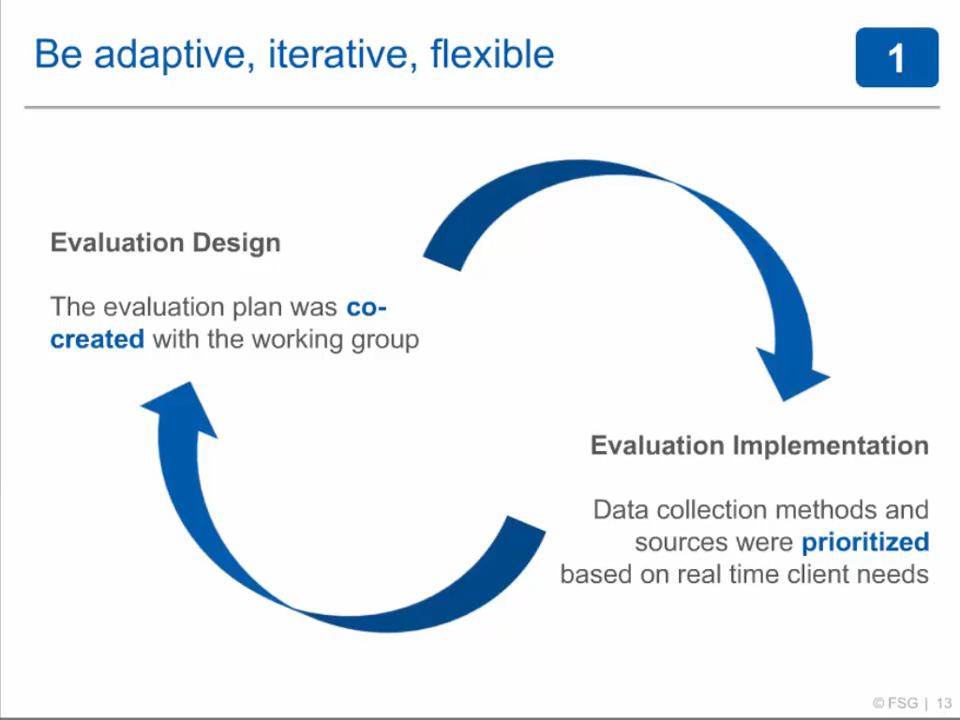 Be adaptive, iterative, flexible
1
Evaluation Design
The evaluation plan was co-
created with the working group
Evaluation Implementation
Data collection methods and
sources were prioritized
based on real time client needs
© FSG | 13